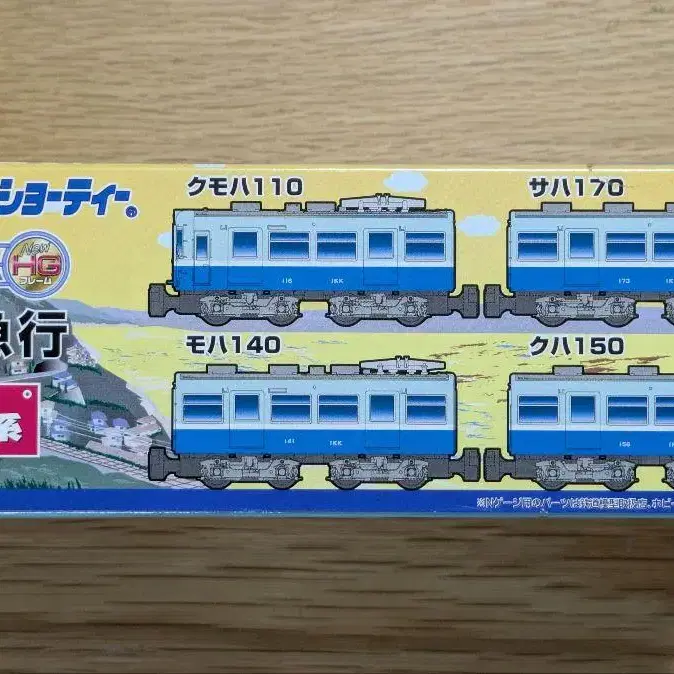 ショーティー®
New
HG
フレーム
急行
系
クモハ110
116 IKK
サハ170
173
モハ140
141 IKK
クハ150
156
※Nゲージ用のパーツは鉄道模型取扱店、ホビー